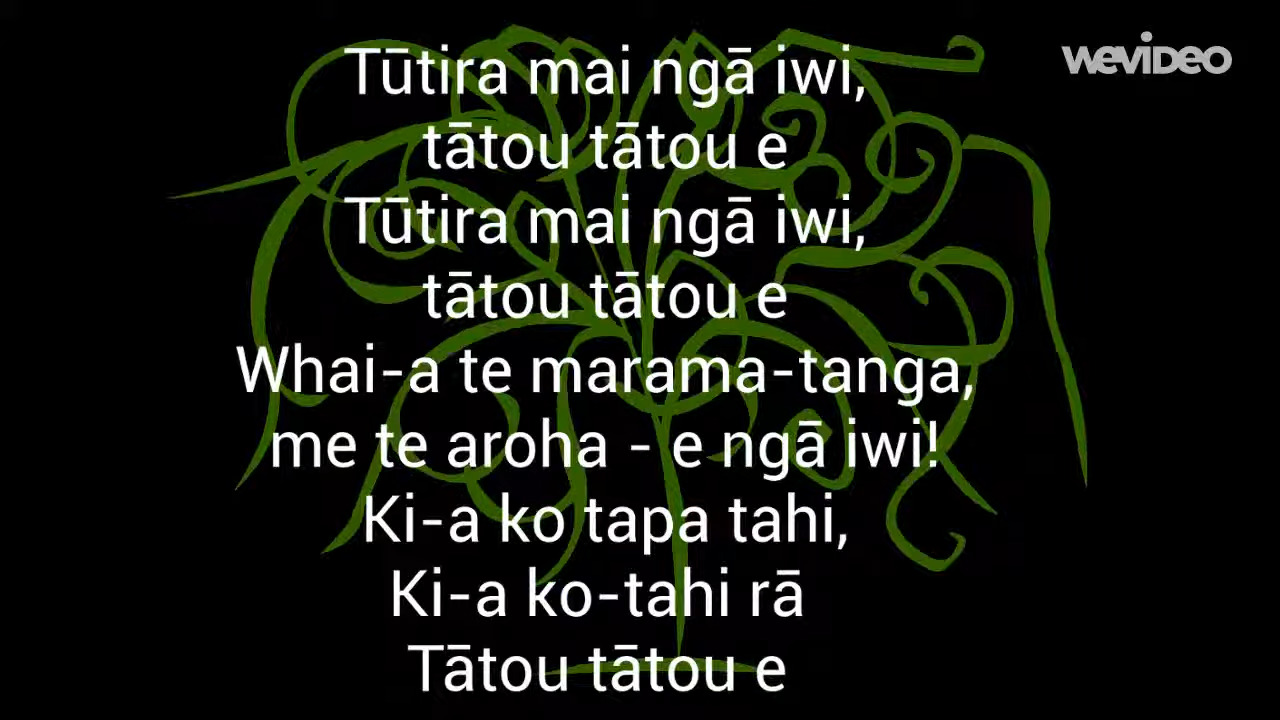 Tūtira mai ngā iwi,
tātou tātou e
Tūtira mai ngā iwi,
tātou tātou e
Whai-a te marama-tanga,
me te aroha - e ngā iwi!
Ki-a ko tapa tahi,
Ki-a ko-tahi rā
Tātou tātou e
WEVIDEO